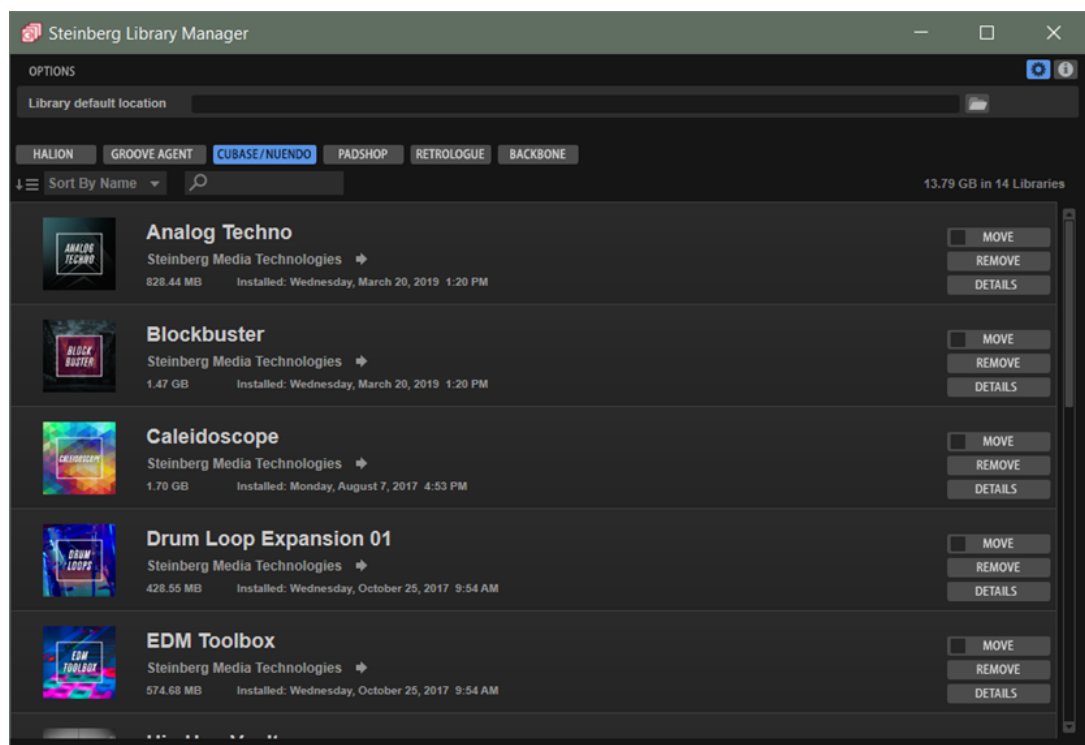 Steinberg Library Manager
OPTIONS
Library default location
HALION GROOVE AGENT CUBASE/NUENDO PADSHOP RETROLOGUE BACKBONE
Sort By Name 13.79 GB in 14 Libraries
ANALOG
TECHNO
Analog Techno
Steinberg Media Technologies
828.44 MB Installed: Wednesday, March 20, 2019 1:20 PM
MOVE
REMOVE
DETAILS
BLOCK
BUSTER
Blockbuster
Steinberg Media Technologies
1.47 GB Installed: Wednesday, March 20, 2019 1:20 PM
MOVE
REMOVE
DETAILS
CALEIDOSCOPE
Caleidoscope
Steinberg Media Technologies
1.70 GB Installed: Monday, August 7, 2017 4:53 PM
MOVE
REMOVE
DETAILS
DRUM
LOOPS
Drum Loop Expansion 01
Steinberg Media Technologies
428.55 MB Installed: Wednesday, October 25, 2017 9:54 AM
MOVE
REMOVE
DETAILS
EDM
TOOLBOX
EDM Toolbox
Steinberg Media Technologies
574.68 MB Installed: Wednesday, October 25, 2017 9:54 AM
MOVE
REMOVE
DETAILS